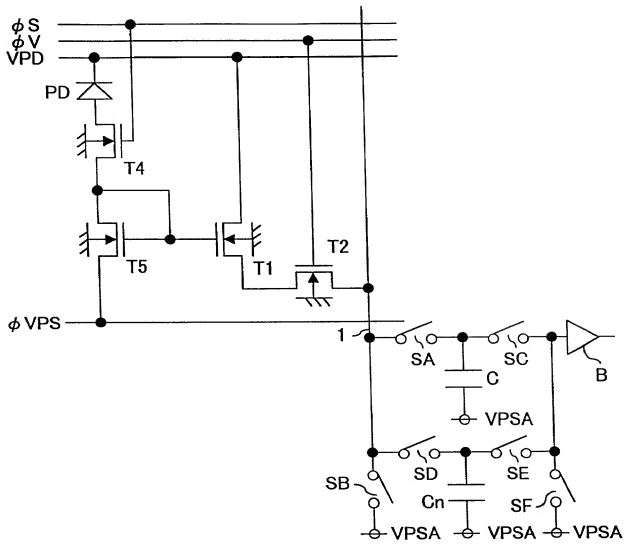 φS
φV
VPD
PD
T4
T5
T1
T2
φVPS
1
SA
SC
B
C
VPSA
SD
SE
SB
Cn
SF
VPSA
VPSA
VPSA